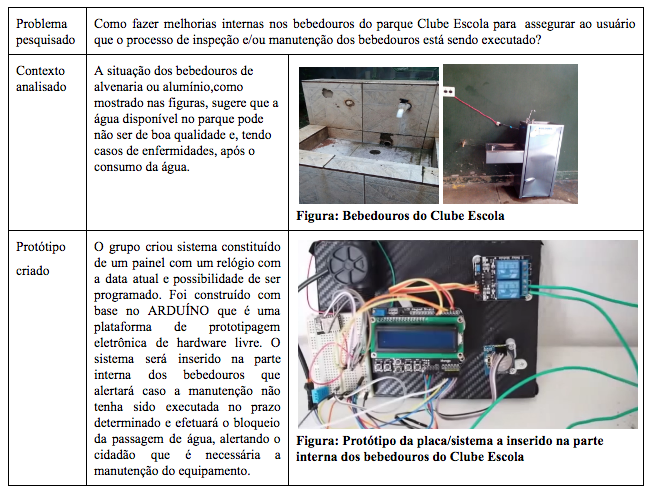 Problema
pesquisado
Como fazer melhorias internas nos bebedouros do parque Clube Escola para assegurar ao usuário
que o processo de inspeção e/ou manutenção dos bebedouros está sendo executado?
Contexto
analisado
A situação dos bebedouros de
alvenaria ou alumínio,como
mostrado nas figuras, sugere que a
água disponível no parque pode
não ser de boa qualidade e, tendo
casos de enfermidades, após o
consumo da água.
Figura: Bebedouros do Clube Escola
Protótipo
criado
O grupo criou sistema constituído
de um painel com um relógio com
a data atual e possibilidade de ser
programado. Foi construído com
base no ARDUÍNO que é uma
plataforma de prototipagem
eletrônica de hardware livre. O
sistema será inserido na parte
interna dos bebedouros que
alertará caso a manutenção não
tenha sido executada no prazo
determinado e efetuará o bloqueio
da passagem de água, alertando o
cidadão que é necessária a
manutenção do equipamento.
Figura: Protótipo da placa/sistema a inserido na parte
interna dos bebedouros do Clube Escola